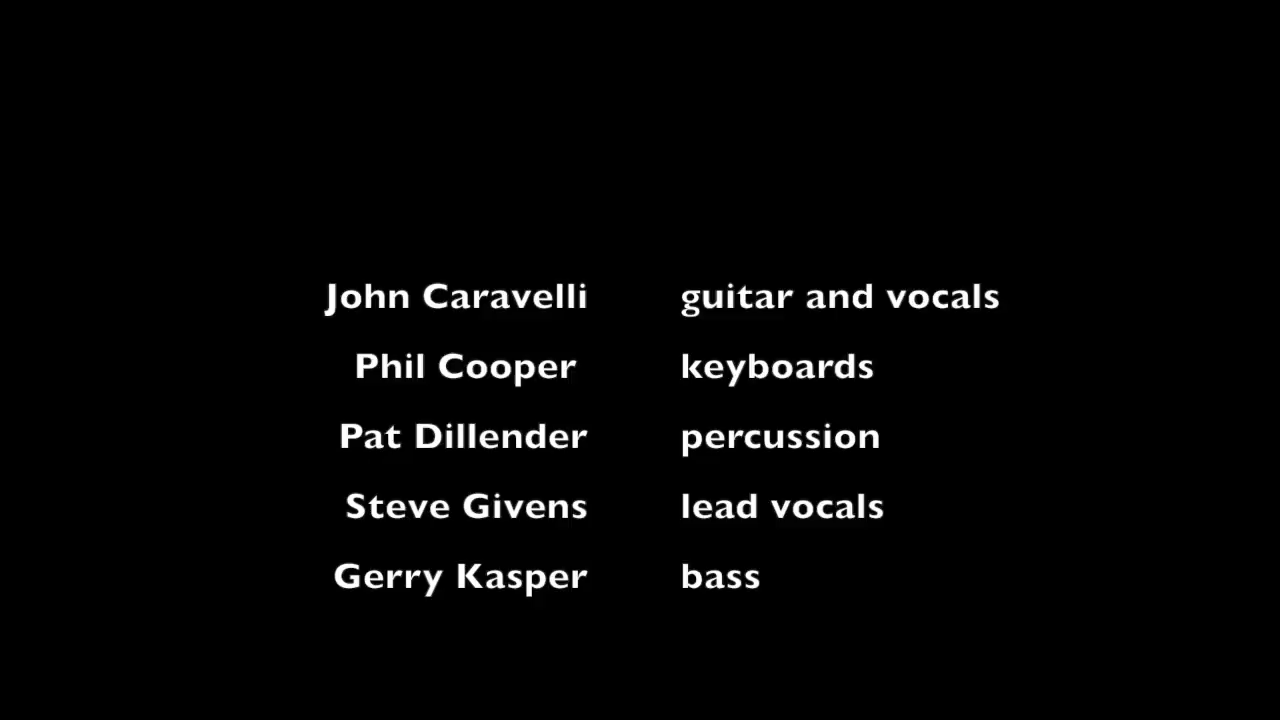 John Caravelli guitar and vocals
Phil Cooper keyboards
Pat Dillender percussion
Steve Givens lead vocals
Gerry Kasper bass